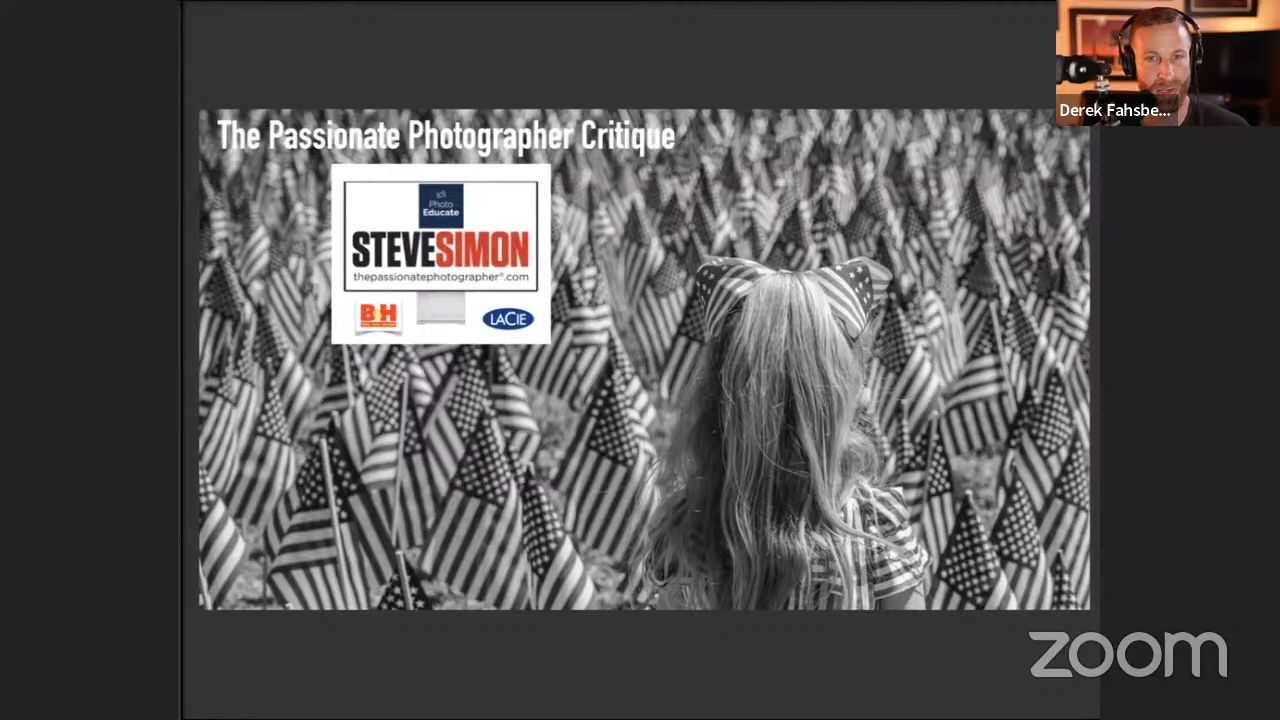 The Passionate Photographer Critique
Photo
Educate
STEVESIMON
thepassionatephotographer®.com
B&H
LACIE
Derek Fahsbe...
zoom